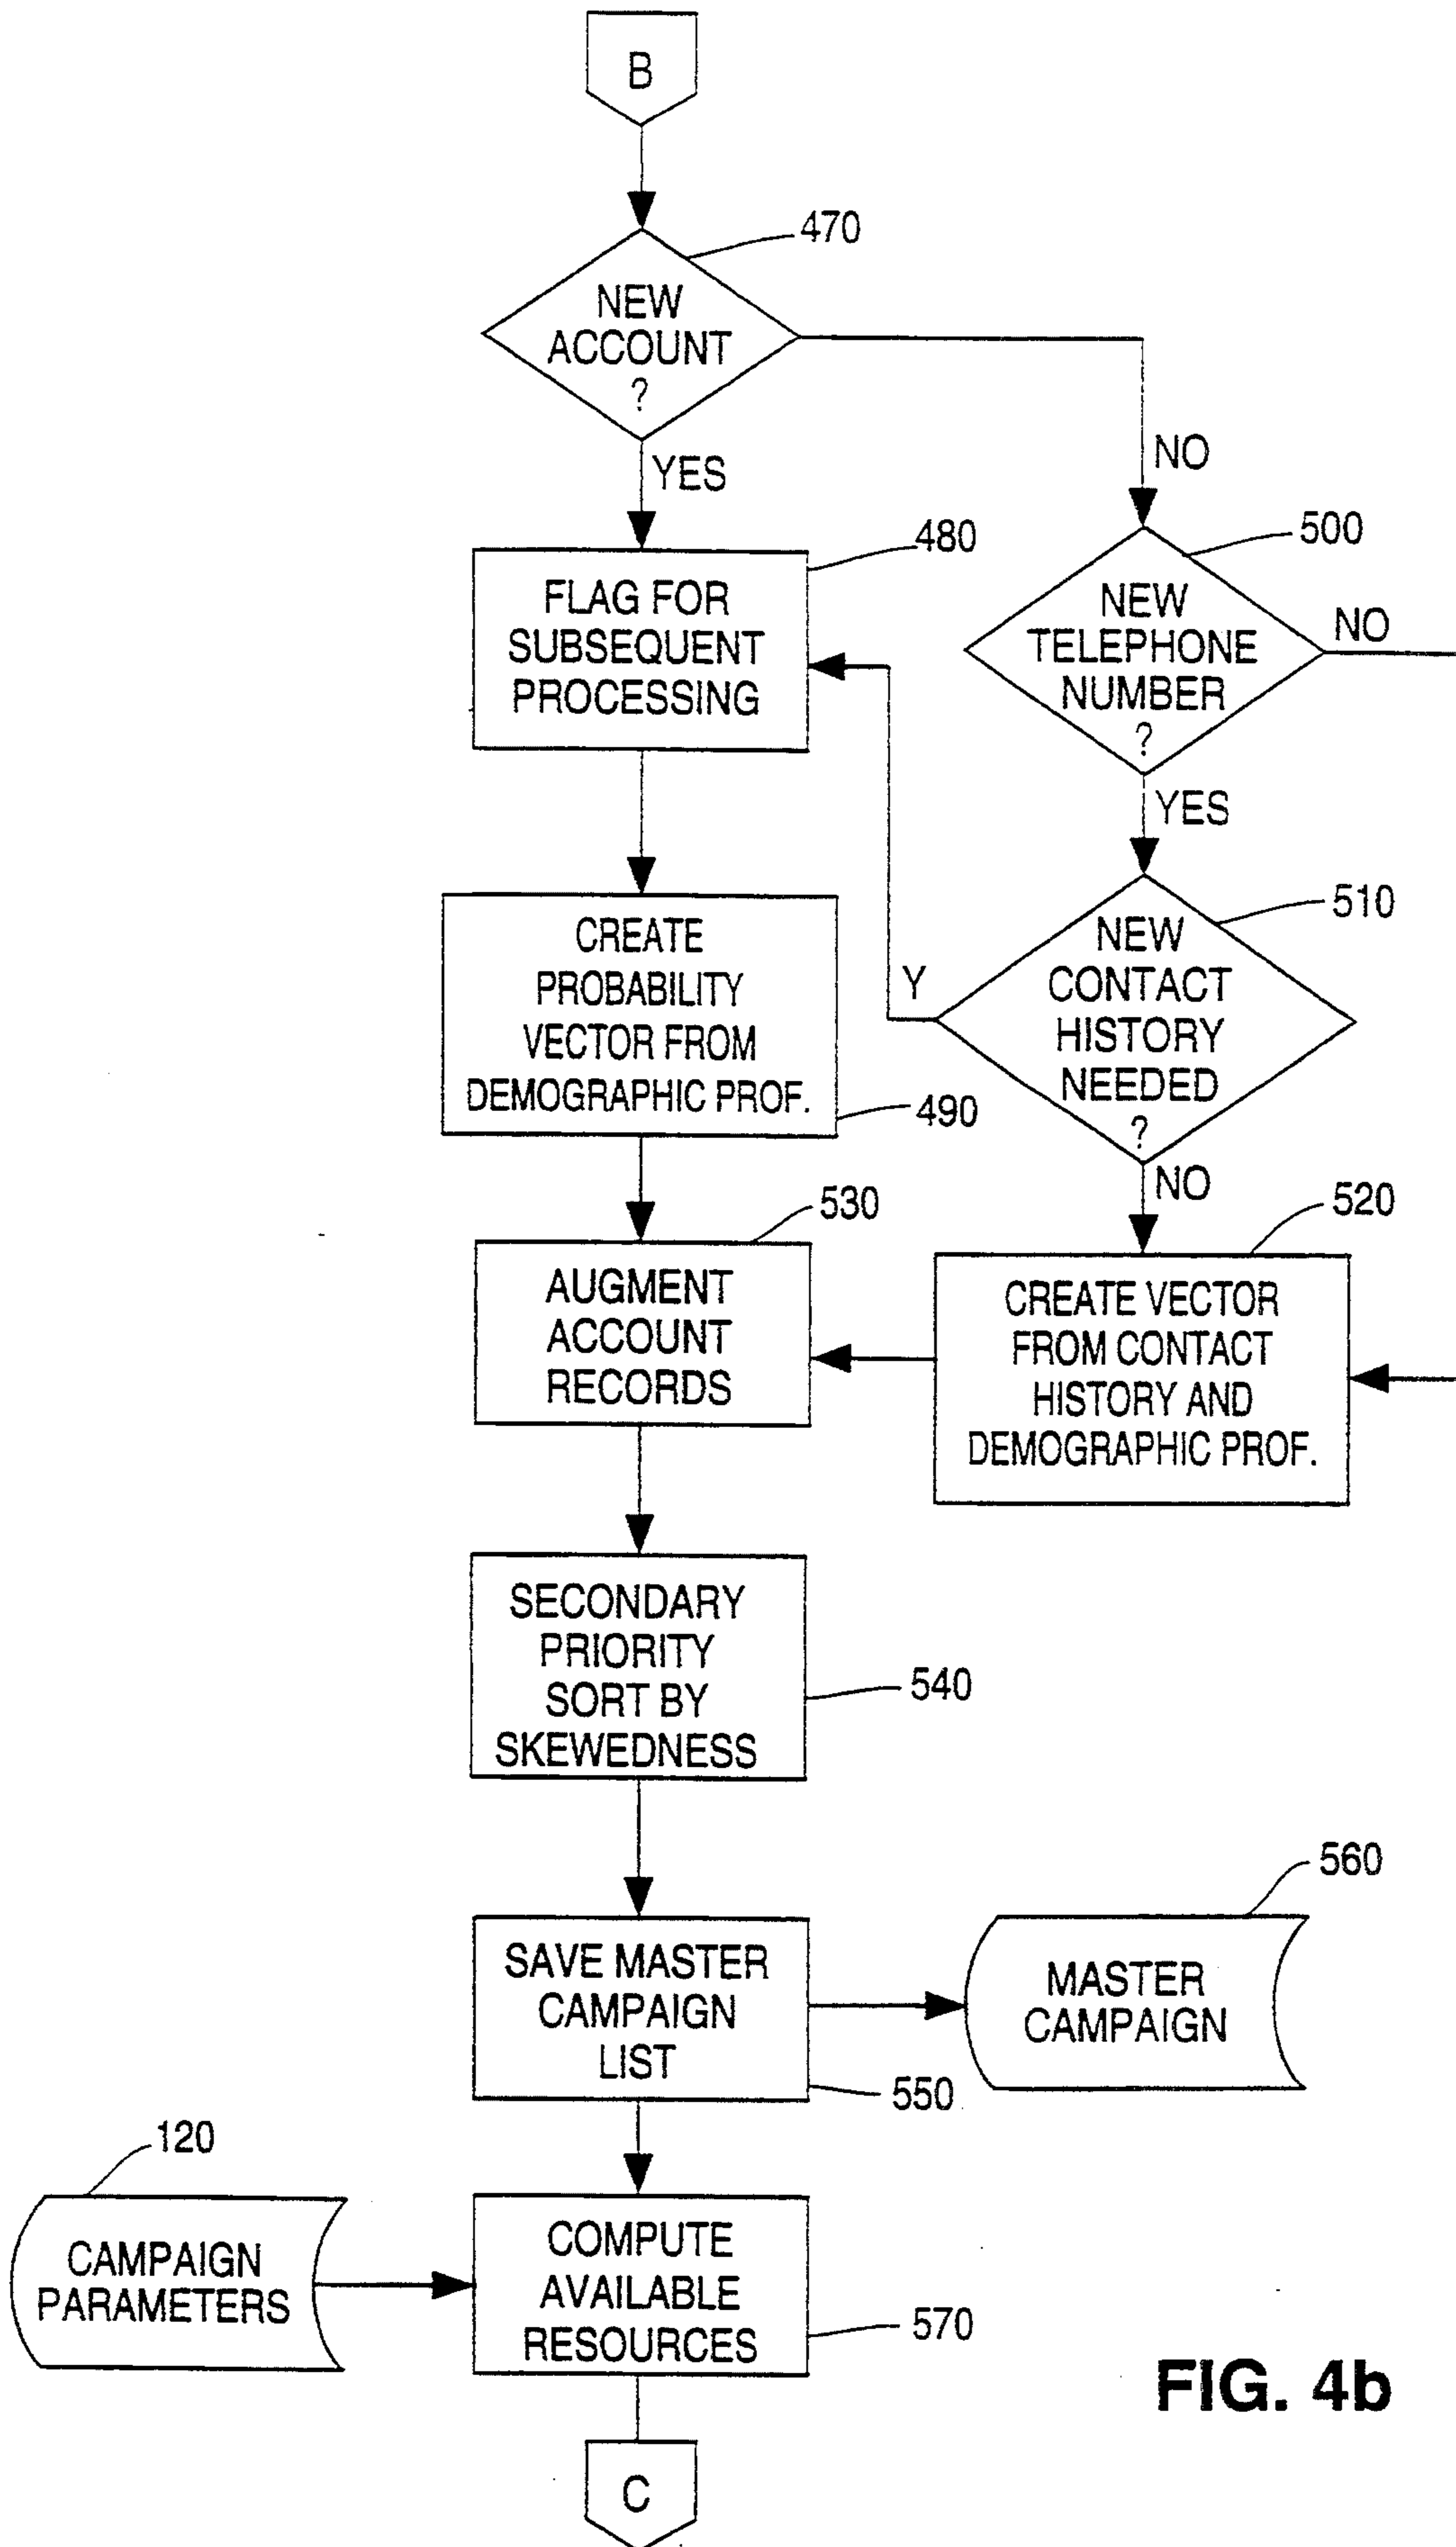 B
470
NEW
ACCOUNT
?
YES
NO
480
FLAG FOR
SUBSEQUENT
PROCESSING
500
NEW
TELEPHONE
NUMBER
?
NO
YES
510
NEW
CONTACT
HISTORY
NEEDED
?
Y
NO
CREATE
PROBABILITY
VECTOR FROM
DEMOGRAPHIC PROF.
490
530
AUGMENT
ACCOUNT
RECORDS
520
CREATE VECTOR
FROM CONTACT
HISTORY AND
DEMOGRAPHIC PROF.
SECONDARY
PRIORITY
SORT BY
SKEWEDNESS
540
SAVE MASTER
CAMPAIGN
LIST
550
560
MASTER
CAMPAIGN
120
CAMPAIGN
PARAMETERS
COMPUTE
AVAILABLE
RESOURCES
570
C
FIG. 4b